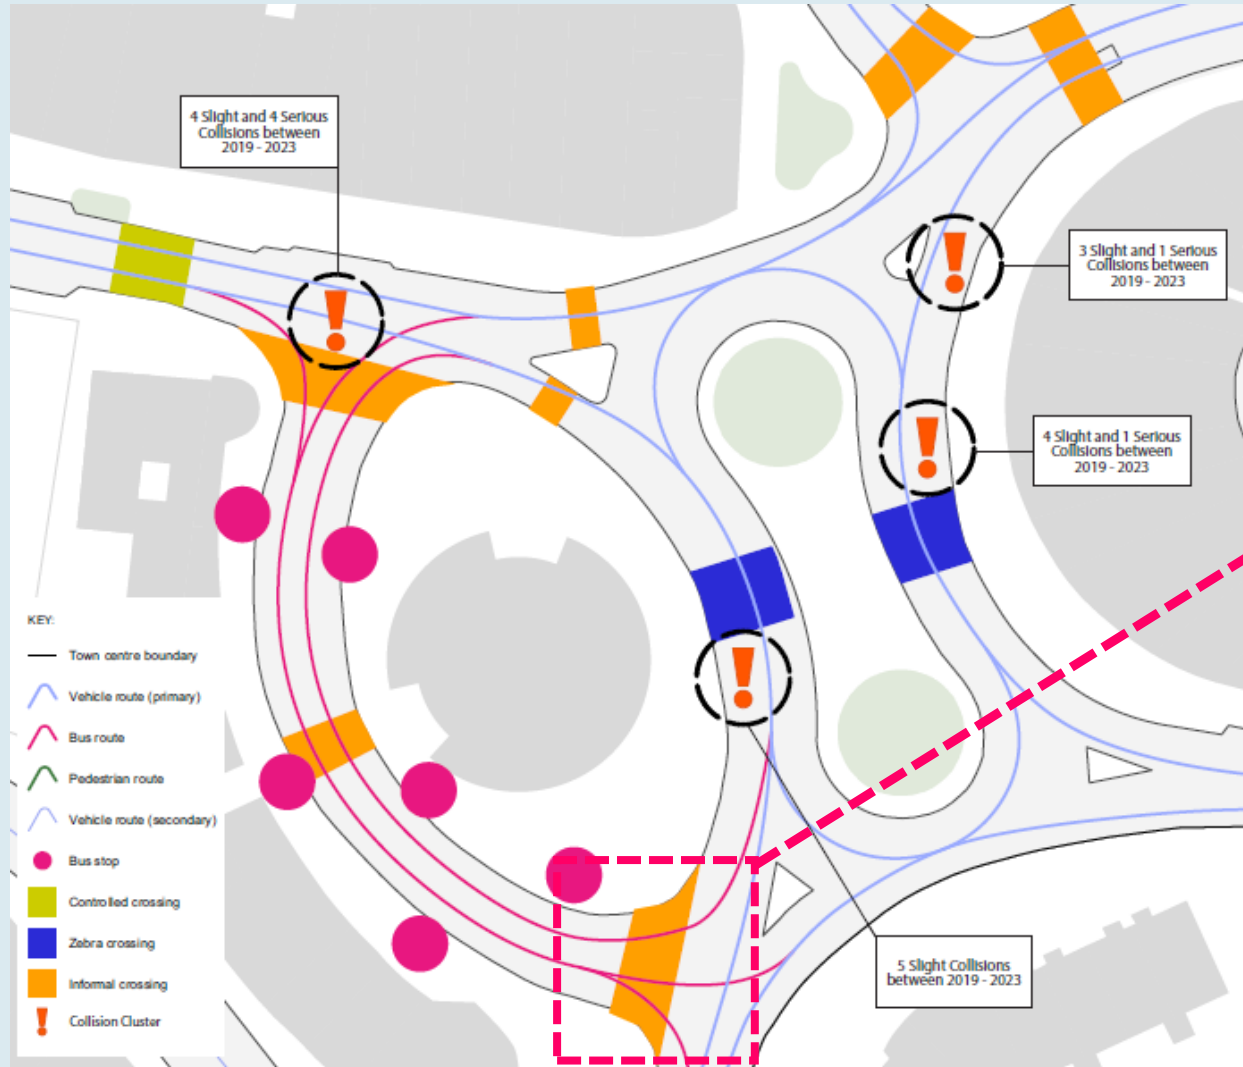 4 Slight and 4 Serious
Collisions between
2019 - 2023
3 Slight and 1 Serious
Collisions between
2019 - 2023
4 Slight and 1 Serious
Collisions between
2019 - 2023
5 Slight Collisions
between 2019 - 2023
KEY:
Town centre boundary
Vehicle route (primary)
Bus route
Pedestrian route
Vehicle route (secondary)
Bus stop
Controlled crossing
Zebra crossing
Informal crossing
Collision Cluster